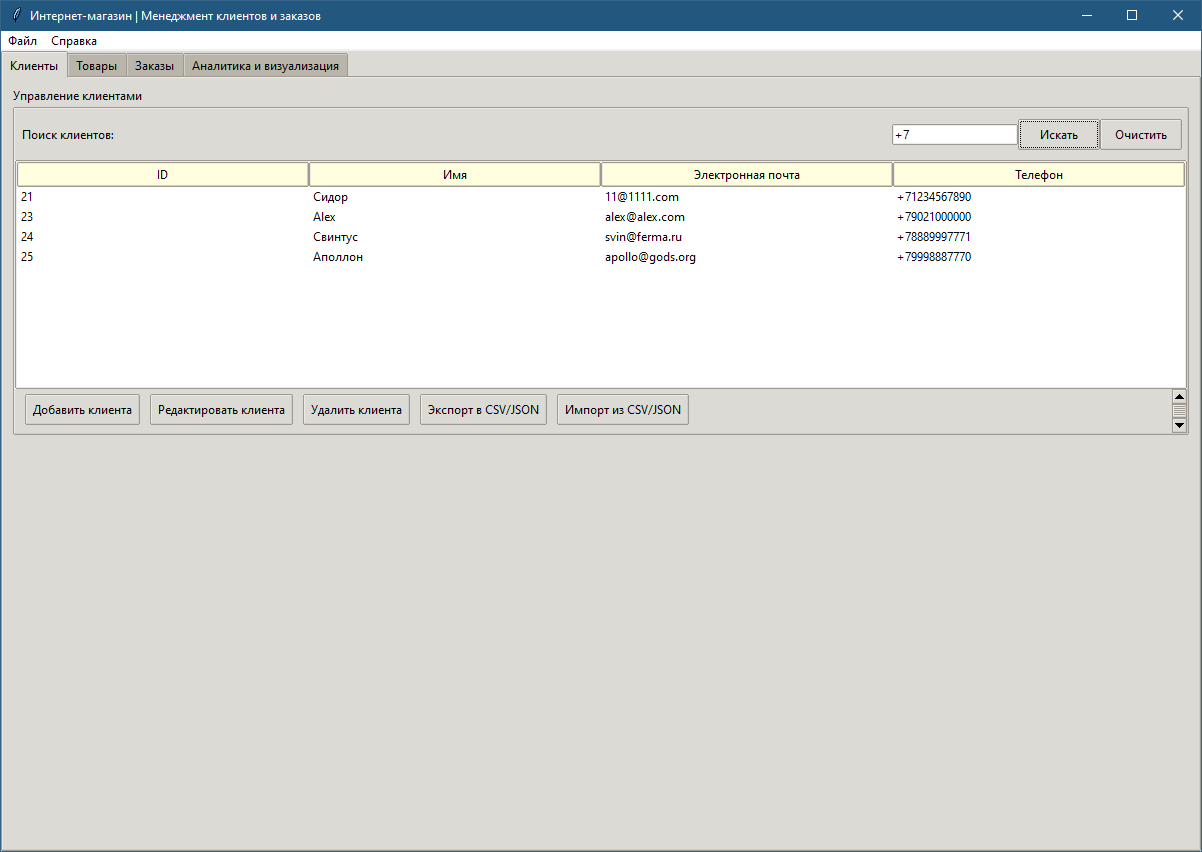 Интернет-магазин | Менеджмент клиентов и заказов
Файл Справка
Клиенты Товары Заказы Аналитика и визуализация
Управление клиентами
Поиск клиентов: +7 Искать Очистить
ID Имя Электронная почта Телефон
21 Сидор 11@1111.com +71234567890
23 Alex alex@alex.com +79021000000
24 Свинтус svin@ferma.ru +78889997771
25 Аполлон apollo@gods.org +79998887770
Добавить клиента Редактировать клиента Удалить клиента Экспорт в CSV/JSON Импорт из CSV/JSON